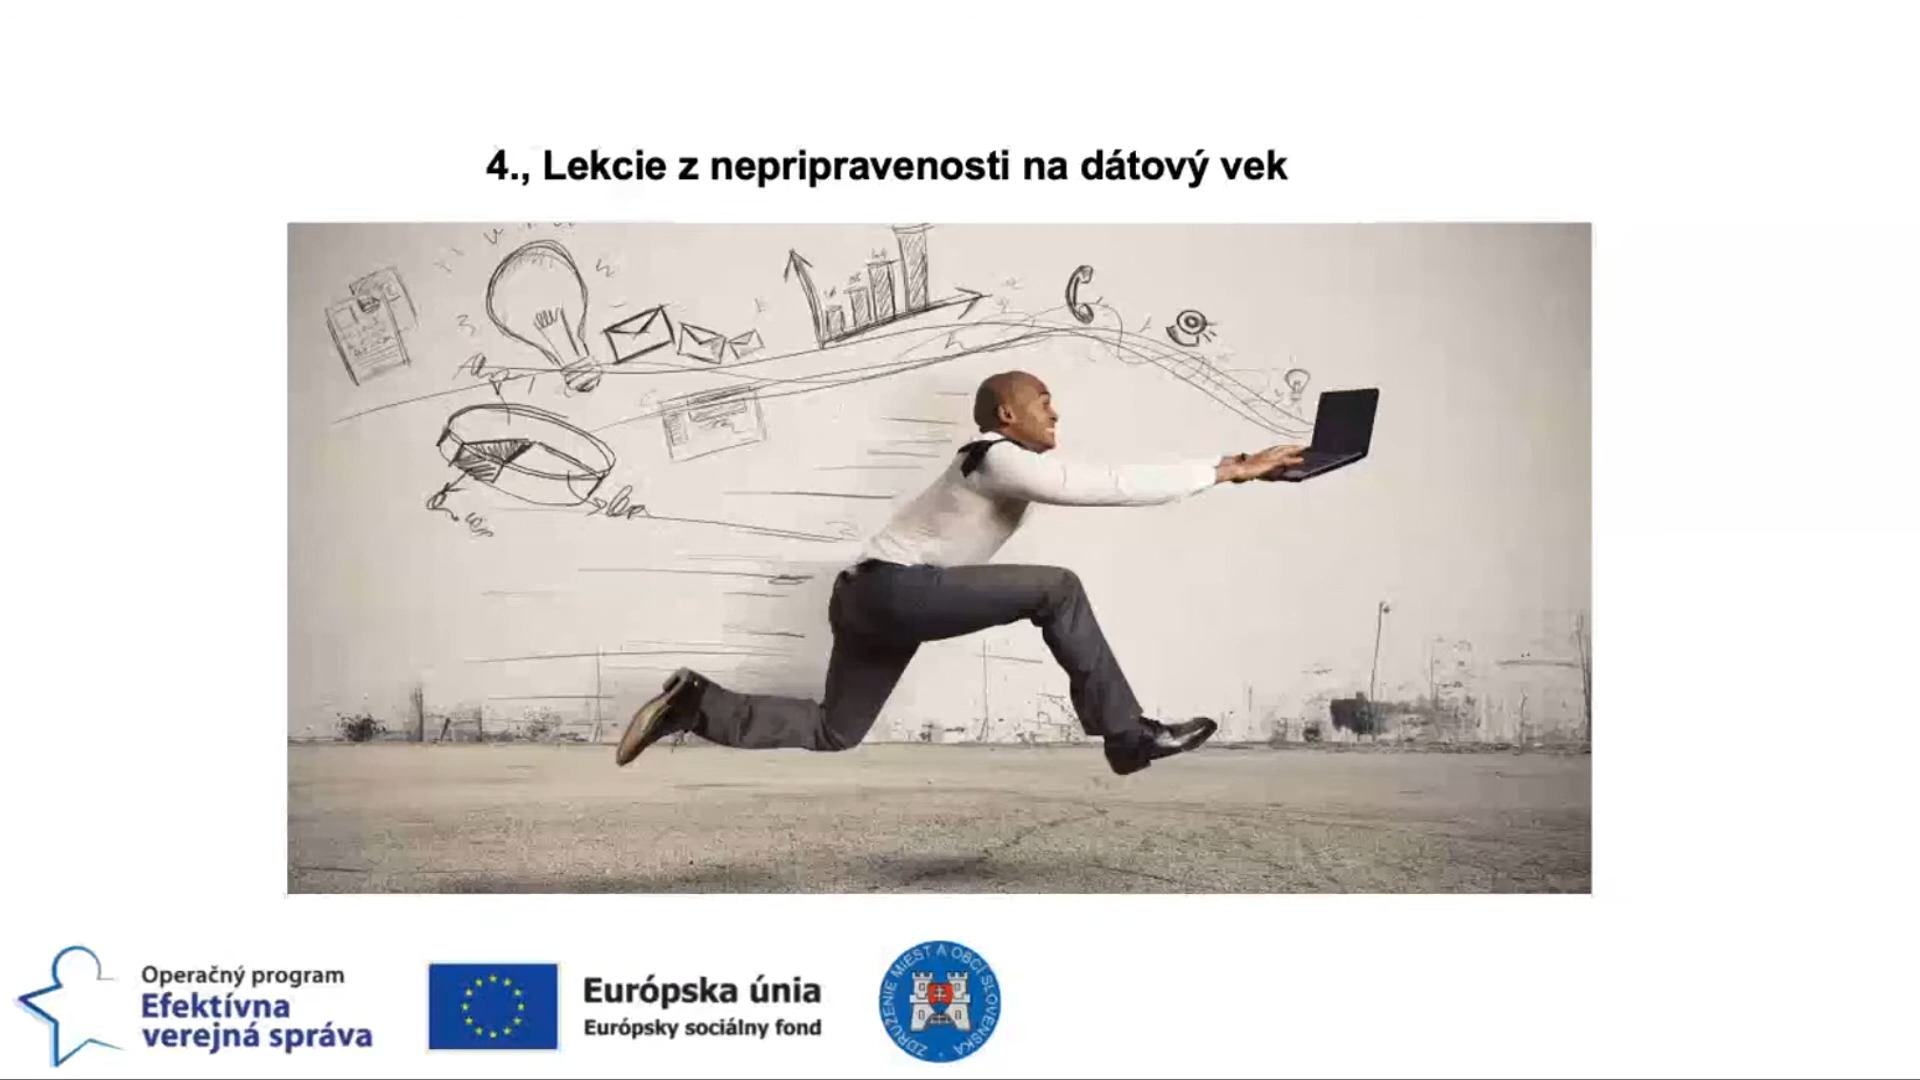 4., Lekcie z nepripravenosti na dátový vek
Operačný program
Efektívna
verejná správa
Európska únia
Európsky sociálny fond
ZDRUŽENIE MIEST A OBCÍ SLOVENSKA